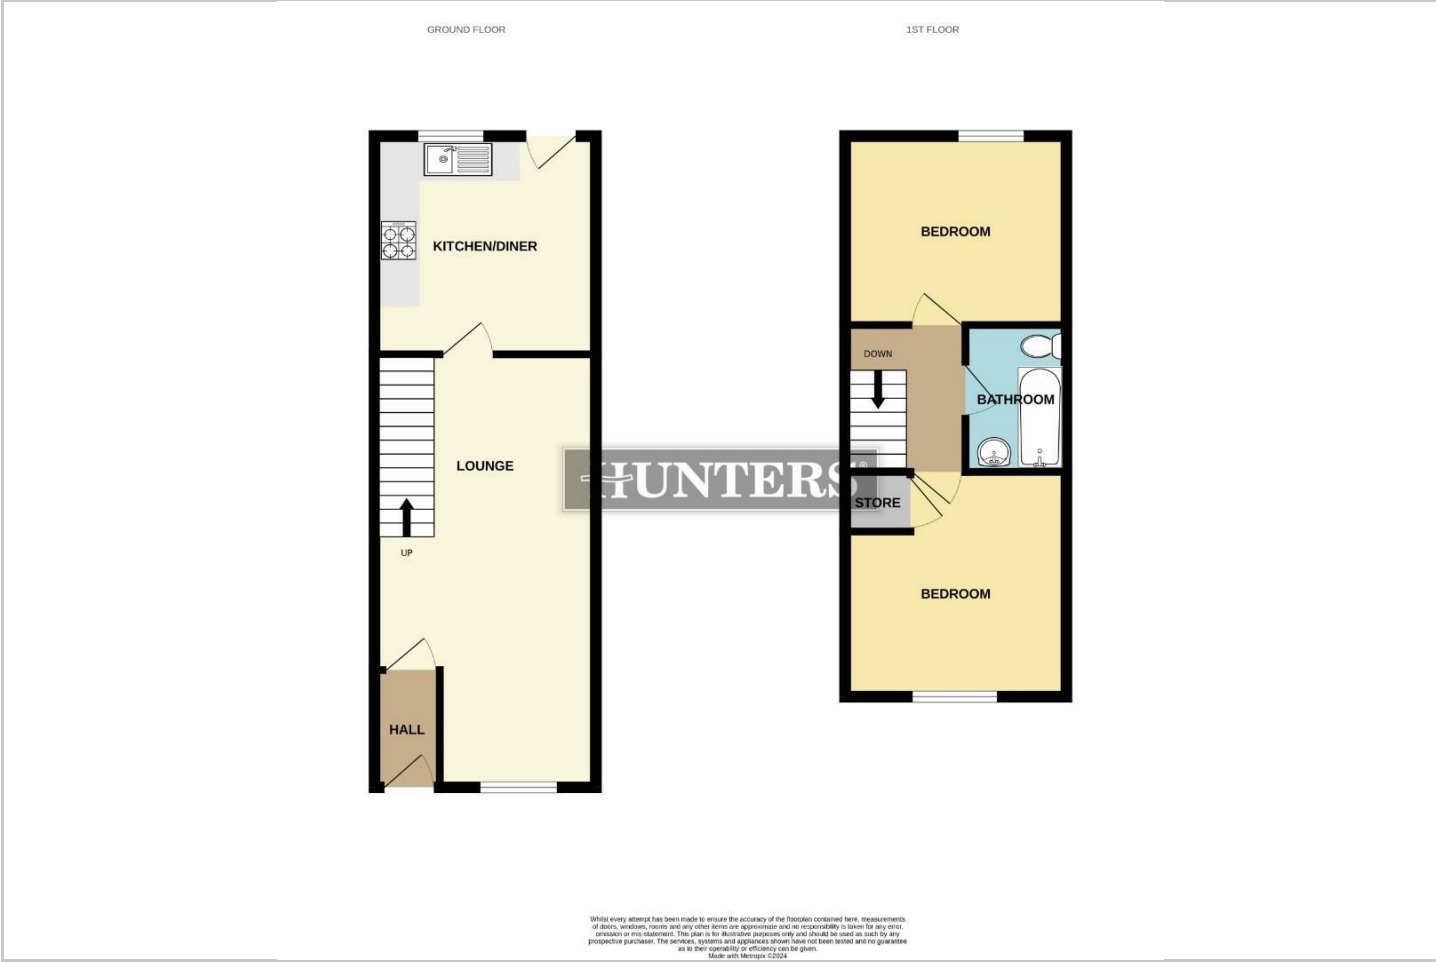 GROUND FLOOR
1ST FLOOR
KITCHEN/DINER
BEDROOM
DOWN
BATHROOM
LOUNGE
HUNTERS®
STORE
UP
BEDROOM
HALL
Whilst every attempt has been made to ensure the accuracy of the floorplan contained here, measurements
of doors, windows, rooms and any other items are approximate and no responsibility is taken for any error,
omission or mis-statement. This plan is for illustrative purposes only and should be used as such by any
prospective purchaser. The services, systems and appliances shown have not been tested and no guarantee
as to their operability or efficiency can be given.
Made with Metropix ©2024